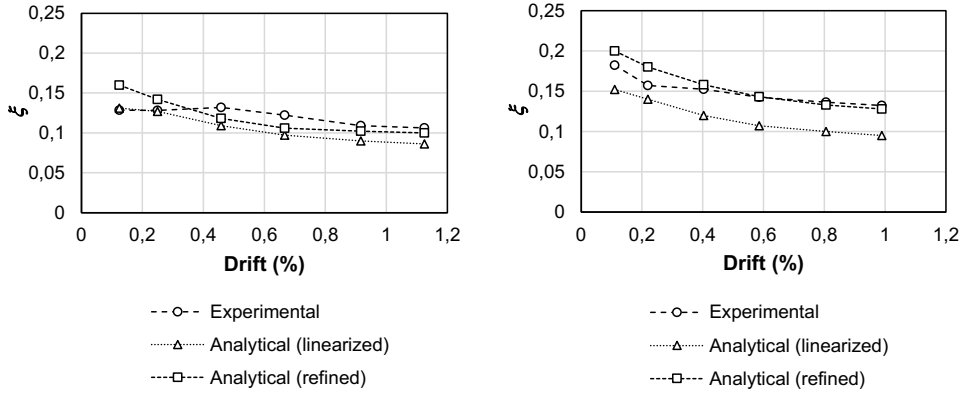 0,25
0,2
0,15
0,1
0,05
0
ξ
0 0,2 0,4 0,6 0,8 1 1,2
Drift (%)
Experimental
Analytical (linearized)
Analytical (refined)
0,25
0,2
0,15
0,1
0,05
0
ξ
0 0,2 0,4 0,6 0,8 1 1,2
Drift (%)
Experimental
Analytical (linearized)
Analytical (refined)